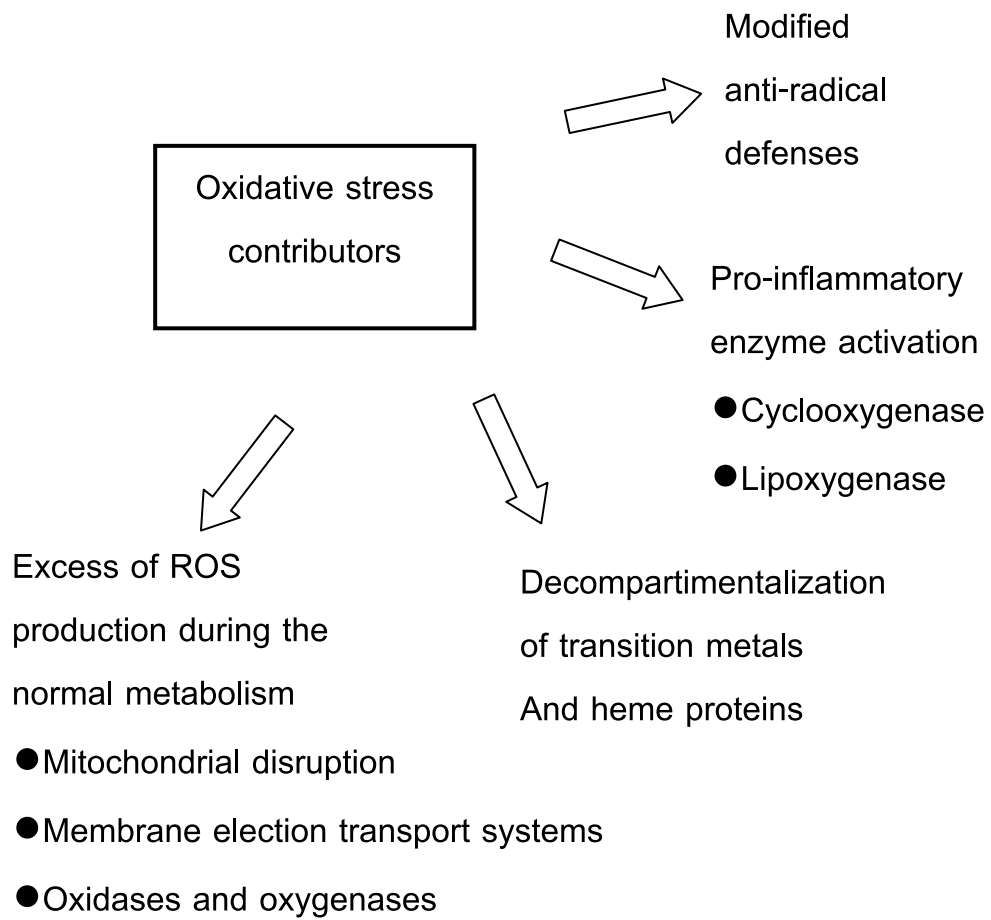 Oxidative stress
contributors
Modified
anti-radical
defenses
Pro-inflammatory
enzyme activation
●Cyclooxygenase
●Lipoxygenase
Excess of ROS
production during the
normal metabolism
●Mitochondrial disruption
●Membrane election transport systems
●Oxidases and oxygenases
Decompartimentalization
of transition metals
And heme proteins